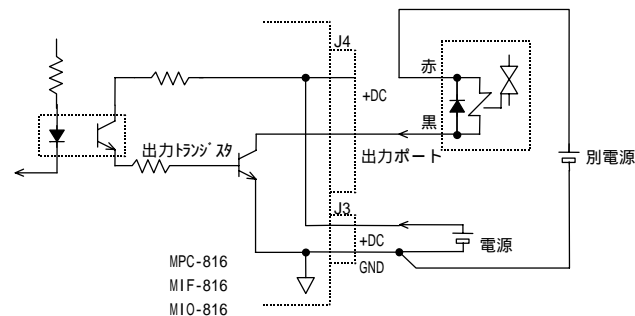 J4
+DC
赤
黒
出力トランジスタ
出力ポート
別電源
J3
+DC
電源
GND
MPC-816
MIF-816
MIO-816